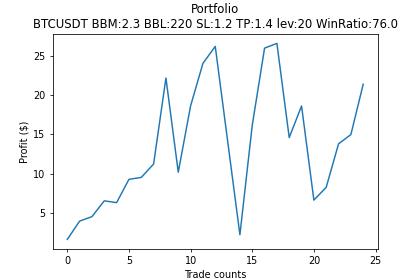 Portfolio
BTCUSDT BBM:2.3 BBL:220 SL:1.2 TP:1.4 lev:20 WinRatio:76.0
25
20
15
10
5
Profit ($)
0 5 10 15 20 25
Trade counts